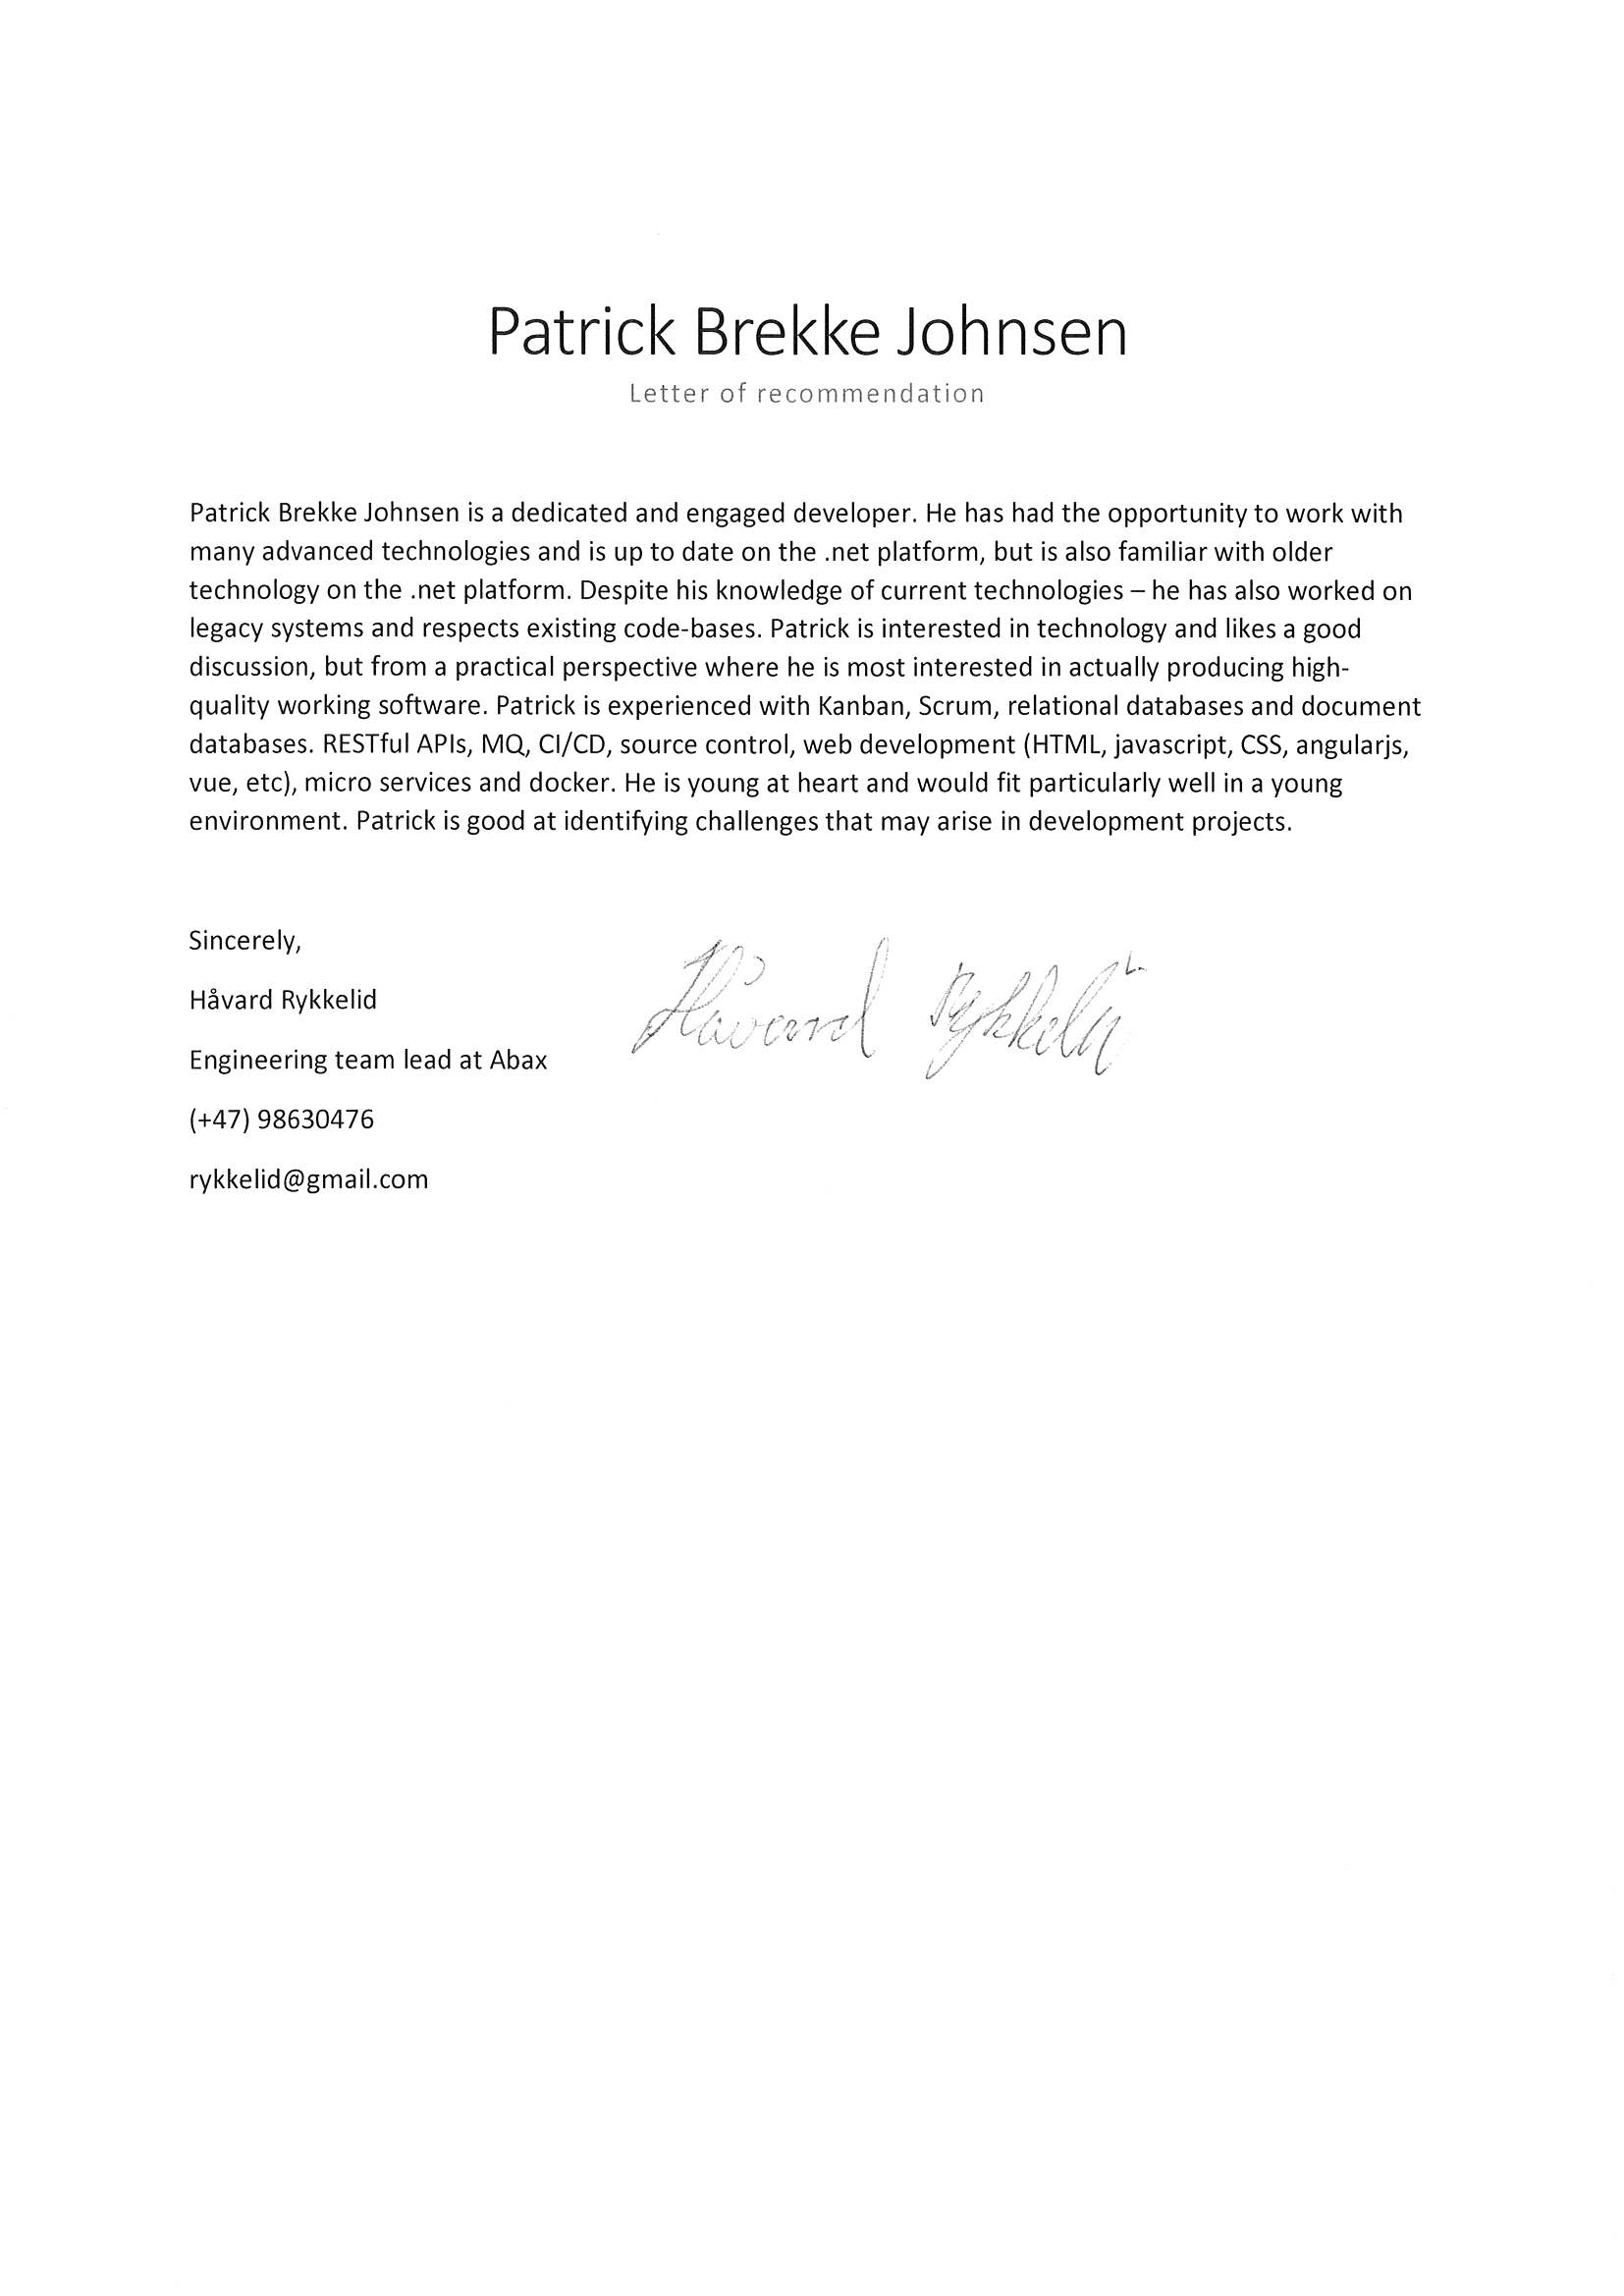 Patrick Brekke Johnsen
Letter of recommendation
Patrick Brekke Johnsen is a dedicated and engaged developer. He has had the opportunity to work with
many advanced technologies and is up to date on the .net platform, but is also familiar with older
technology on the .net platform. Despite his knowledge of current technologies – he has also worked on
legacy systems and respects existing code-bases. Patrick is interested in technology and likes a good
discussion, but from a practical perspective where he is most interested in actually producing high-
quality working software. Patrick is experienced with Kanban, Scrum, relational databases and document
databases. RESTful APIs, MQ, CI/CD, source control, web development (HTML, javascript, CSS, angularjs,
vue, etc), micro services and docker. He is young at heart and would fit particularly well in a young
environment. Patrick is good at identifying challenges that may arise in development projects.
Sincerely,
Håvard Rykkelid
Håvard Rykkelid
Engineering team lead at Abax
(+47) 98630476
rykkelid@gmail.com